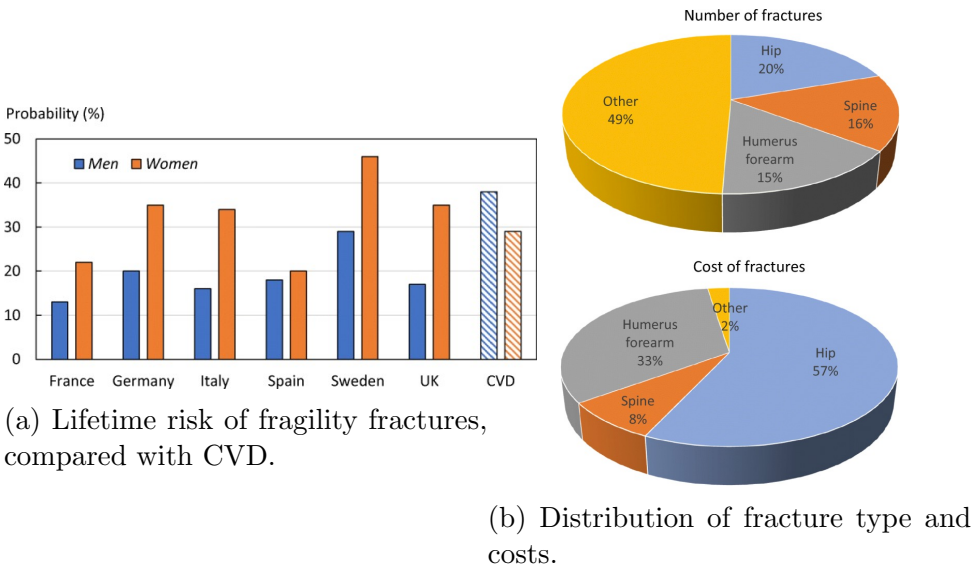 Probability (%)
50
40
30
20
10
0
Men
Women
France
Germany
Italy
Spain
Sweden
UK
CVD
(a) Lifetime risk of fragility fractures,
compared with CVD.
Number of fractures
Hip
20%
Spine
16%
Humerus
forearm
15%
Other
49%
Cost of fractures
Other
2%
Humerus
forearm
33%
Hip
57%
Spine
8%
(b) Distribution of fracture type and
costs.